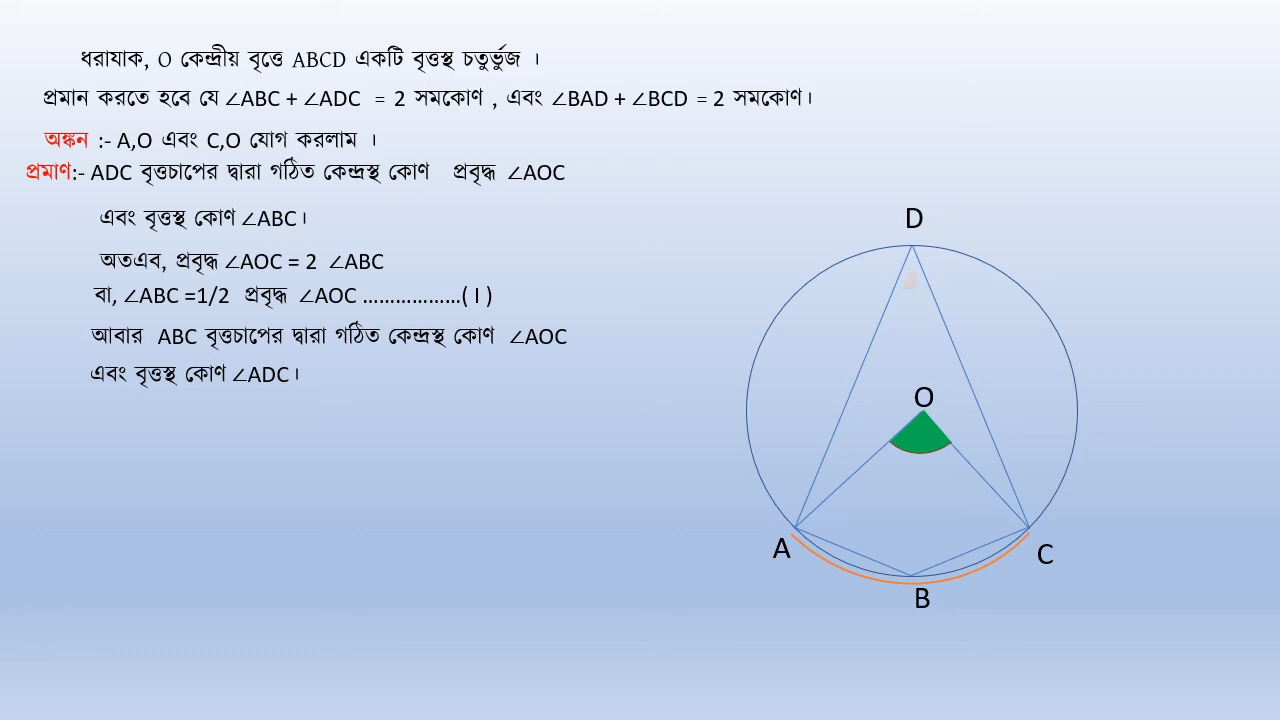 ধরাযাক, O কেন্দ্রীয় বৃত্তে ABCD একটি বৃত্তস্থ চতুর্ভুজ ।
প্রমান করতে হবে যে ∠ABC + ∠ADC = 2 সমকোণ , এবং ∠BAD + ∠BCD = 2 সমকোণ।
অঙ্কন :- A,O এবং C,O যোগ করলাম ।
প্রমাণ:- ADC বৃত্তচাপের দ্বারা গঠিত কেন্দ্রস্থ কোণ প্রবৃদ্ধ ∠AOC
এবং বৃত্তস্থ কোণ ∠ABC।
অতএব, প্রবৃদ্ধ ∠AOC = 2 ∠ABC
বা, ∠ABC =1/2 প্রবৃদ্ধ ∠AOC ………………( I )
আবার ABC বৃত্তচাপের দ্বারা গঠিত কেন্দ্রস্থ কোণ ∠AOC
এবং বৃত্তস্থ কোণ ∠ADC।
D
O
A
C
B